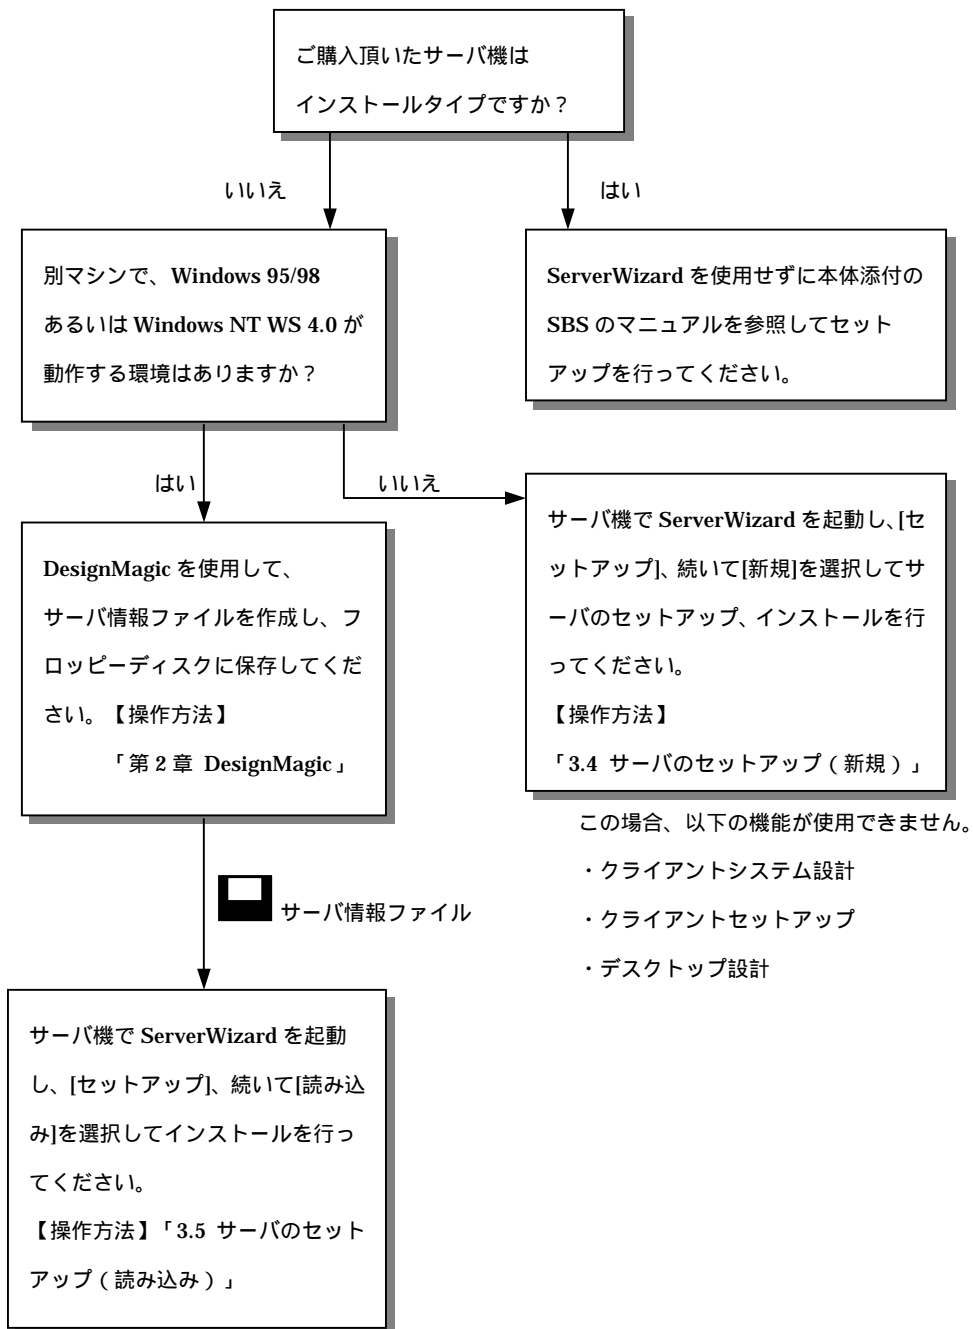 ご購入頂いたサーバ機は
インストールタイプですか？
いいえ
はい
別マシンで、Windows 95/98
あるいは Windows NT WS 4.0 が
動作する環境はありますか？
ServerWizard を使用せずに本体添付の
SBS のマニュアルを参照してセット
アップを行ってください。
はい
いいえ
DesignMagic を使用して、
サーバ情報ファイルを作成し、フ
ロッピーディスクに保存してくだ
さい。【操作方法】
「第 2 章 DesignMagic」
サーバ機で ServerWizard を起動し、[セ
ットアップ]、続いて[新規]を選択してサ
ーバのセットアップ、インストールを行
ってください。
【操作方法】
「3.4 サーバのセットアップ（新規）」
この場合、以下の機能が使用できません。
・クライアントシステム設計
・クライアントセットアップ
・デスクトップ設計
サーバ情報ファイル
サーバ機で ServerWizard を起動
し、[セットアップ]、続いて[読み込
み]を選択してインストールを行っ
てください。
【操作方法】「3.5 サーバのセット
アップ（読み込み）」